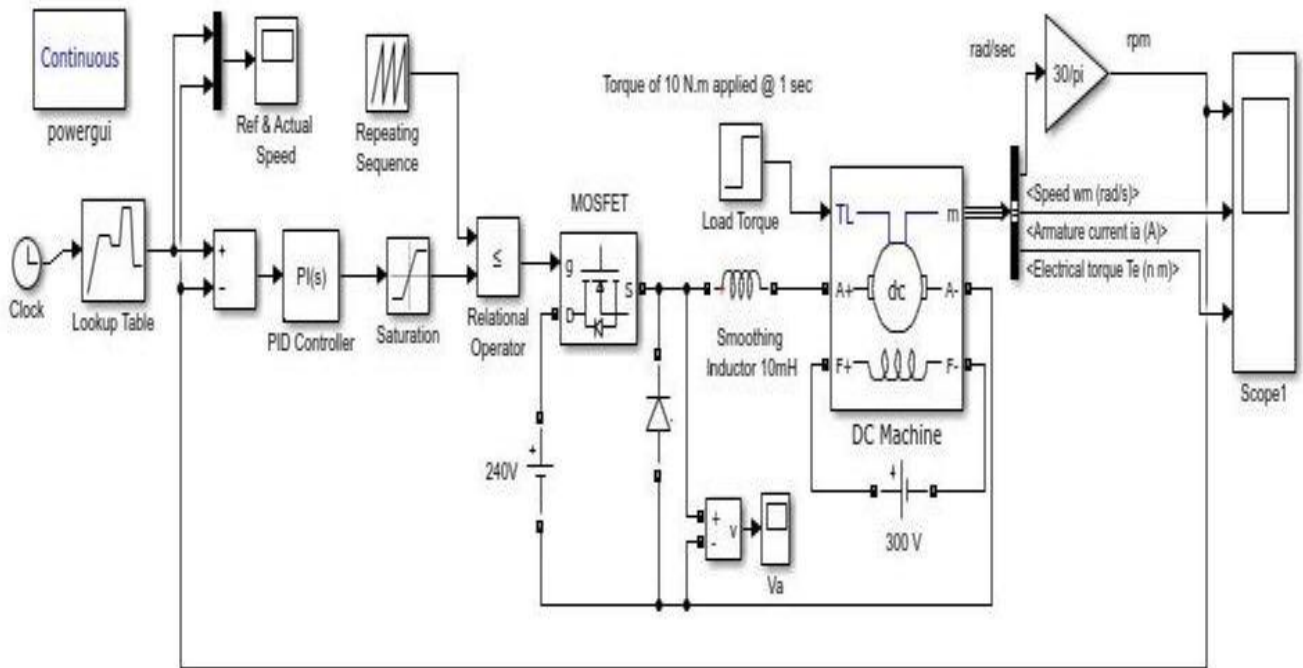 Continuous
powergui
Ref & Actual
Speed
Repeating
Sequence
Torque of 10 N.m applied @ 1 sec
rad/sec
30/pi
rpm
Clock
Lookup Table
+
-
PI(s)
PID Controller
Saturation
≤
Relational
Operator
MOSFET
g
D
S
Load Torque
Smoothing
Inductor 10mH
TL
m
A+
dc
A-
F+
F-
DC Machine
<Speed wm (rad/s)>
<Armature current ia (A)>
<Electrical torque Te (n m)>
Scope1
+
240V
+
-
v
Va
+
300 V